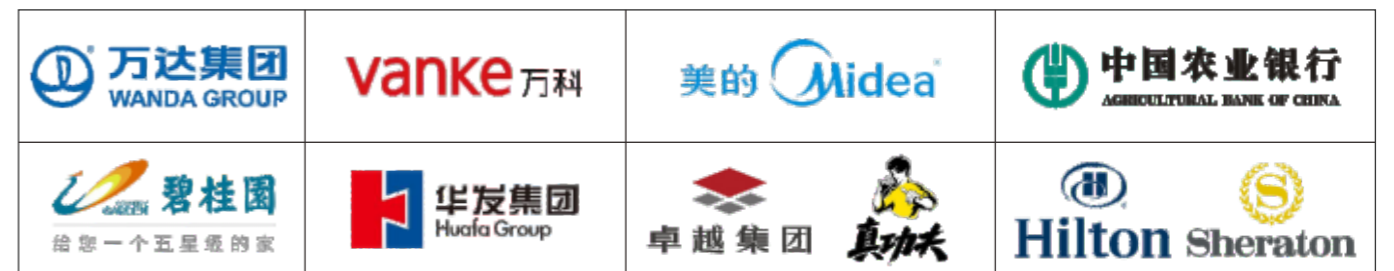 万达集团
WANDA GROUP
vanke 万科
美的 Midea
中国农业银行
AGRICULTURAL BANK OF CHINA
碧桂園
给您一个五星级的家
华发集团
Huafa Group
卓越集团
真功夫
H
Hilton
S
Sheraton